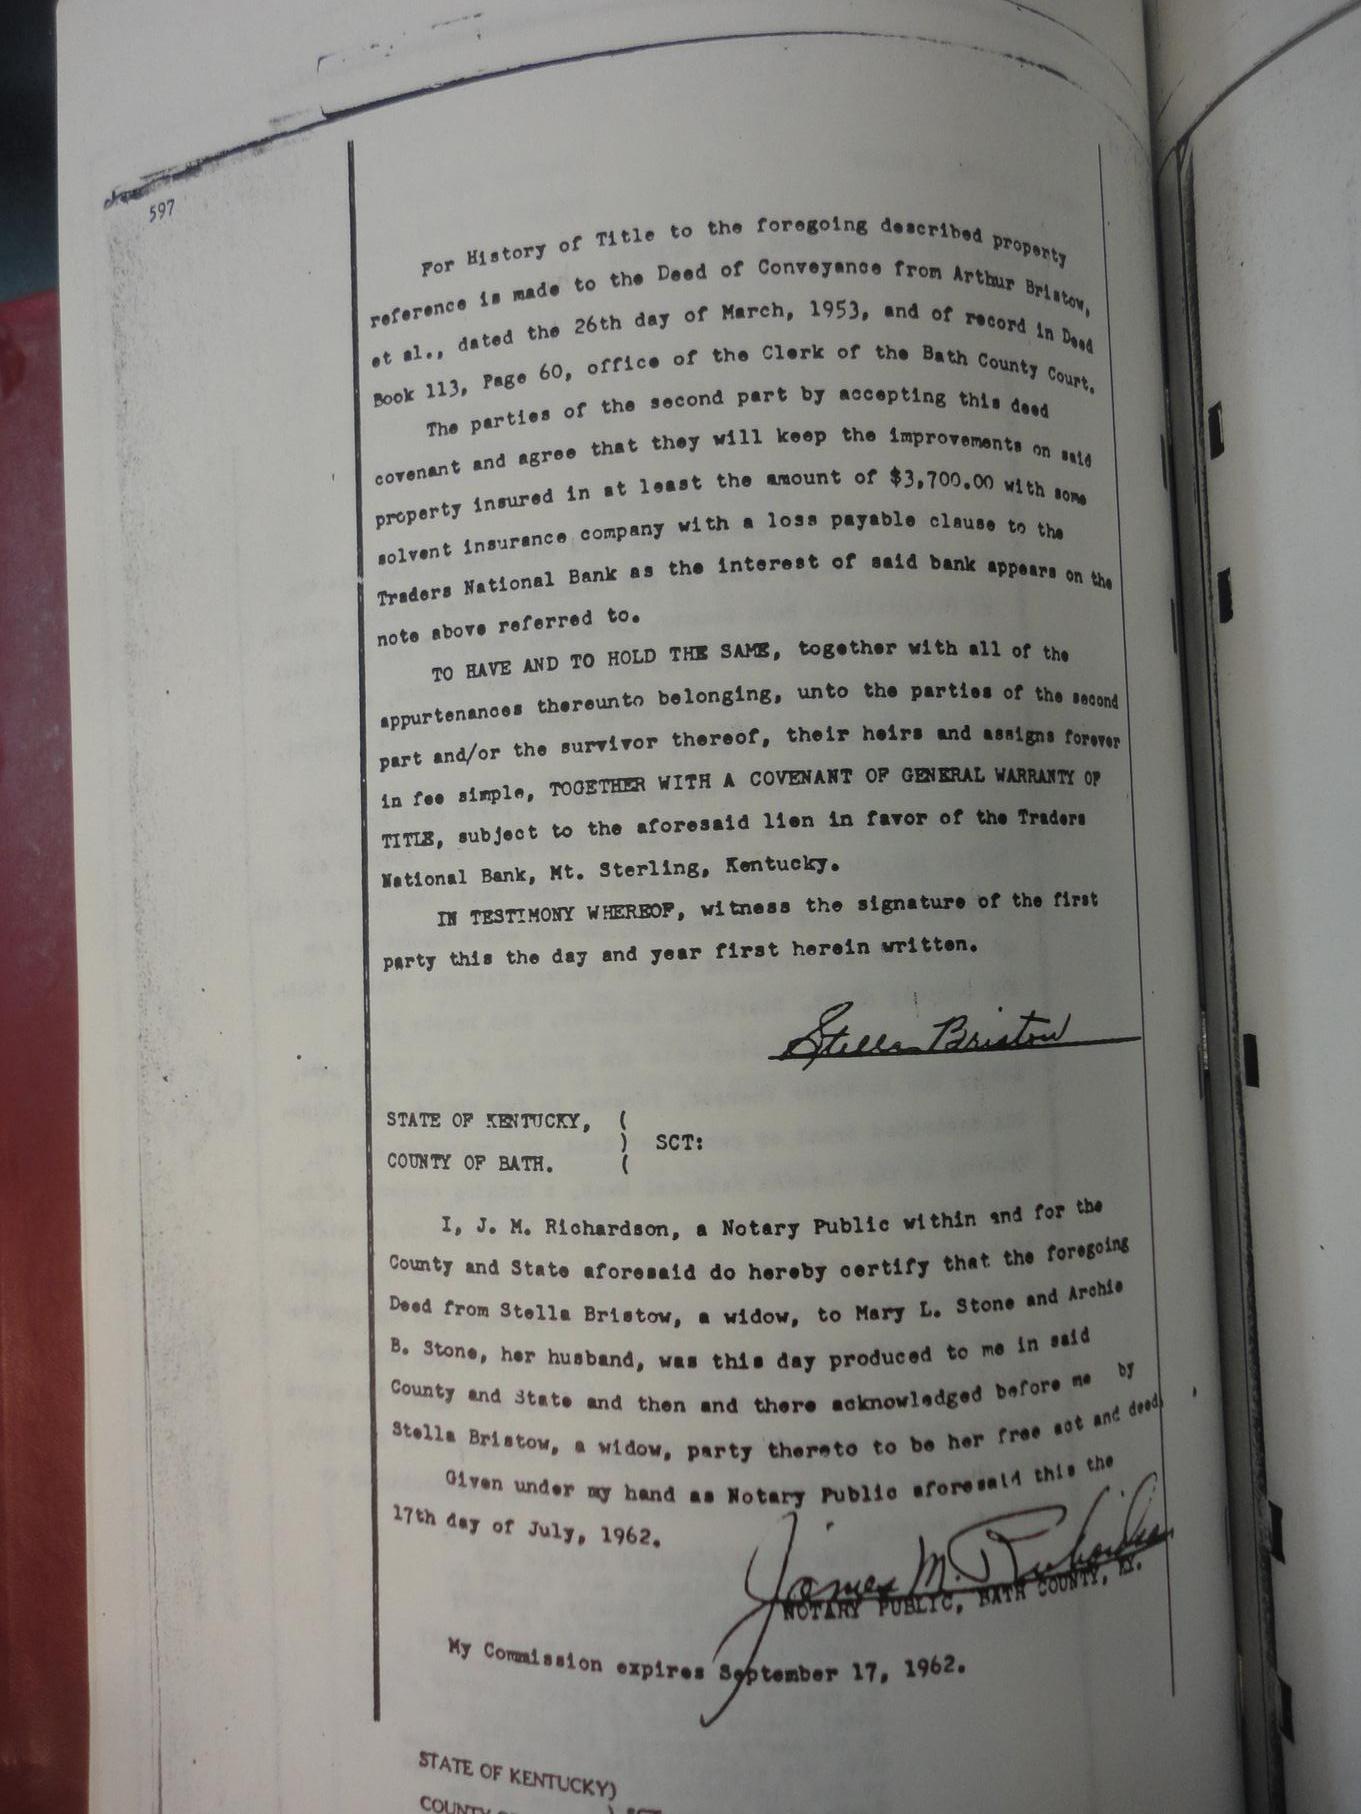 597
For History of Title to the foregoing described property
reference is made to the Deed of Conveyance from Arthur Bristow,
et al., dated the 26th day of March, 1953, and of record in Deed
Book 113, Page 60, office of the Clerk of the Bath County Court.
The parties of the second part by accepting this deed
covenant and agree that they will keep the improvements on said
property insured in at least the amount of $3,700.00 with some
solvent insurance company with a loss payable clause to the
Traders National Bank as the interest of said bank appears on the
note above referred to.
TO HAVE AND TO HOLD THE SAME, together with all of the
appurtenances thereunto belonging, unto the parties of the second
part and/or the survivor thereof, their heirs and assigns forever
in fee simple, TOGETHER WITH A COVENANT OF GENERAL WARRANTY OF
TITLE, subject to the aforesaid lien in favor of the Traders
National Bank, Mt. Sterling, Kentucky.
IN TESTIMONY WHEREOF, witness the signature of the first
party this the day and year first herein written.
Stella Bristow
STATE OF KENTUCKY, (
) SCT:
COUNTY OF BATH. (
I, J. M. Richardson, a Notary Public within and for the
County and State aforesaid do hereby certify that the foregoing
Deed from Stella Bristow, a widow, to Mary L. Stone and Archie
B. Stone, her husband, was this day produced to me in said
County and State and then and there acknowledged before me by
Stella Bristow, a widow, party thereto to be her free act and deed.
Given under my hand as Notary Public aforesaid this the
17th day of July, 1962.
James M. Richardson
NOTARY PUBLIC, BATH COUNTY, KY.
My Commission expires September 17, 1962.
STATE OF KENTUCKY)